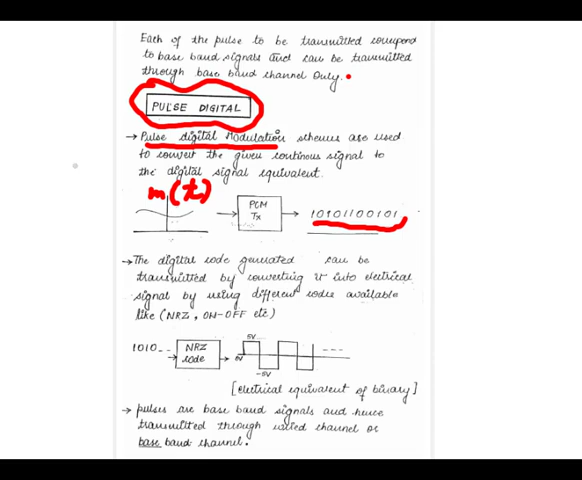 Each of the pulse to be transmitted correspond
to base band signals and can be transmitted
through base band channel Only.
PULSE DIGITAL
→ Pulse digital Modulation schemes are used
to convert the given continous signal to
the digital signal equivalent.
m(t)
PCM
Tx
10101100101
→ The digital code generated can be
transmitted by converting it into electrical
signal by using different codes available
like (NRZ, ON-OFF etc)
1010..
NRZ
code
5V
0V
-5V
[electrical equivalent of binary]
→ pulses are base band signals and hence
transmitted through wired channel or
base band channel.